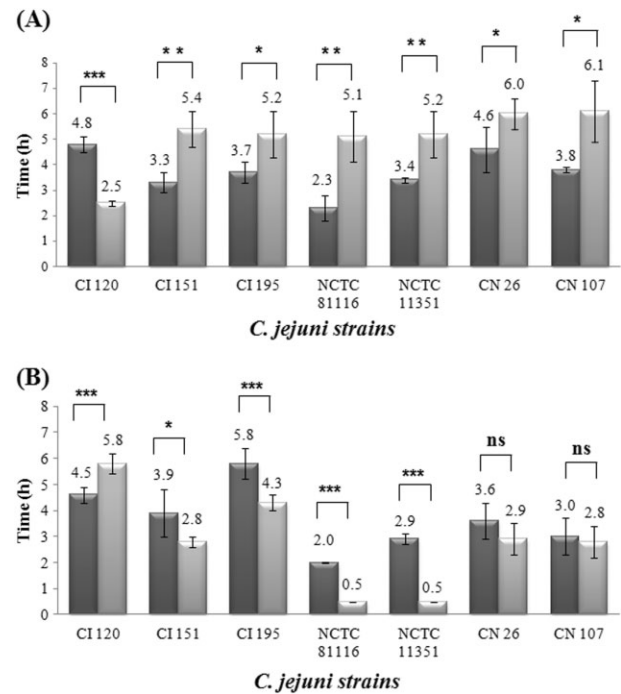 (A)
*** ** * ** ** * *
4.8 2.5 3.3 5.4 3.7 5.2 2.3 5.1 3.4 5.2 4.6 6.0 3.8 6.1
Time (h)
8
7
6
5
4
3
2
1
0
CI 120 CI 151 CI 195 NCTC 81116 NCTC 11351 CN 26 CN 107
C. jejuni strains
(B)
*** * *** *** *** ns ns
4.5 5.8 3.9 2.8 5.8 4.3 2.0 0.5 2.9 0.5 3.6 2.9 3.0 2.8
Time (h)
8
7
6
5
4
3
2
1
0
CI 120 CI 151 CI 195 NCTC 81116 NCTC 11351 CN 26 CN 107
C. jejuni strains